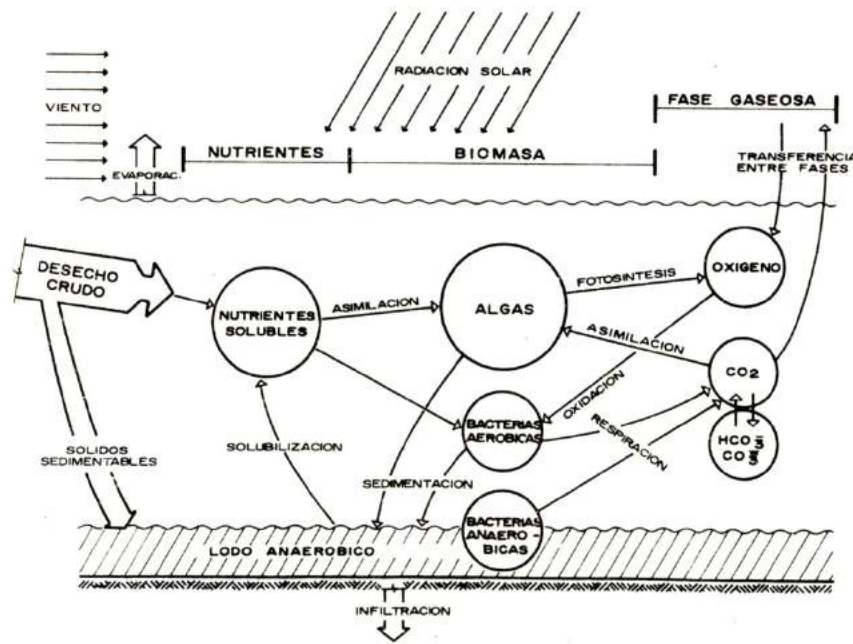 RADIACION SOLAR
VIENTO
FASE GASEOSA
NUTRIENTES
BIOMASA
TRANSFERENCIA
ENTRE FASES
EVAPORAC.
DESECHO
CRUDO
NUTRIENTES
SOLUBLES
ASIMILACION
ALGAS
FOTOSINTESIS
OXIGENO
ASIMILACION
CO2
OXIDACION
BACTERIAS
AEROBICAS
RESPIRACION
HCO3-
CO3=
SOLIDOS
SEDIMENTABLES
SOLUBILIZACION
SEDIMENTACION
BACTERIAS
ANAERO-
BICAS
LODO ANAEROBICO
INFILTRACION